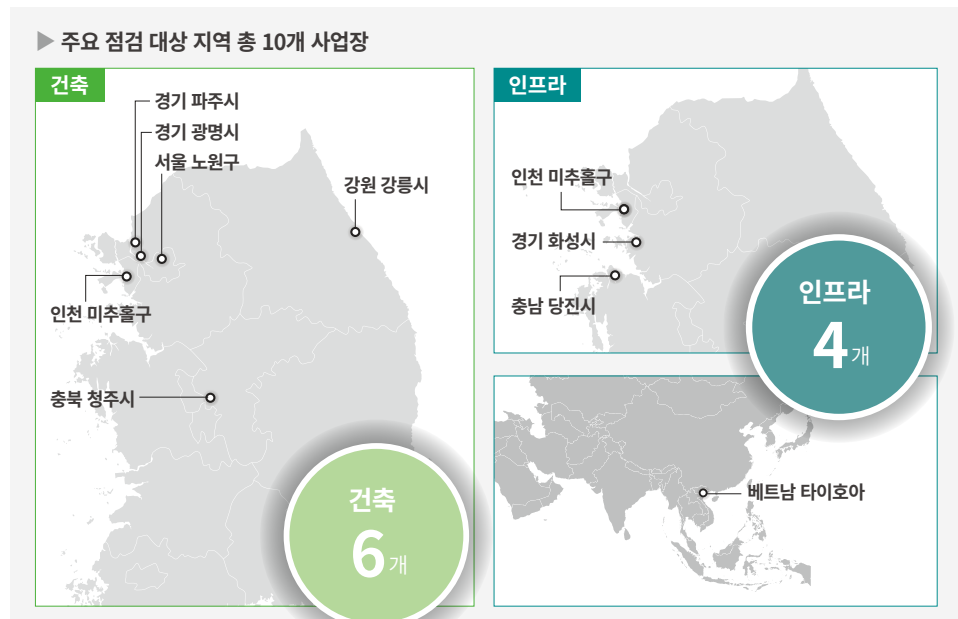 ▶ 주요 점검 대상 지역 총 10개 사업장
건축
경기 파주시
경기 광명시
서울 노원구
강원 강릉시
인천 미추홀구
충북 청주시
건축
6개
인프라
인천 미추홀구
경기 화성시
충남 당진시
인프라
4개
베트남 타이호아